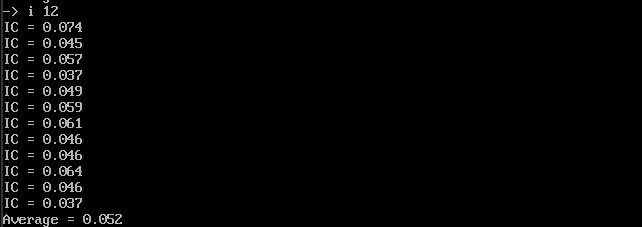 -> i 12
IC = 0.074
IC = 0.045
IC = 0.057
IC = 0.037
IC = 0.049
IC = 0.059
IC = 0.061
IC = 0.046
IC = 0.046
IC = 0.064
IC = 0.046
IC = 0.037
Average = 0.052